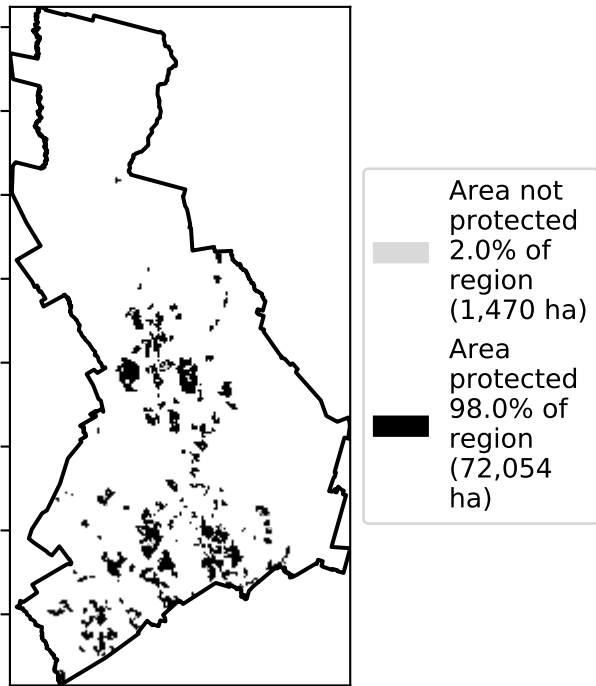 Area not
protected
2.0% of
region
(1,470 ha)
Area
protected
98.0% of
region
(72,054
ha)